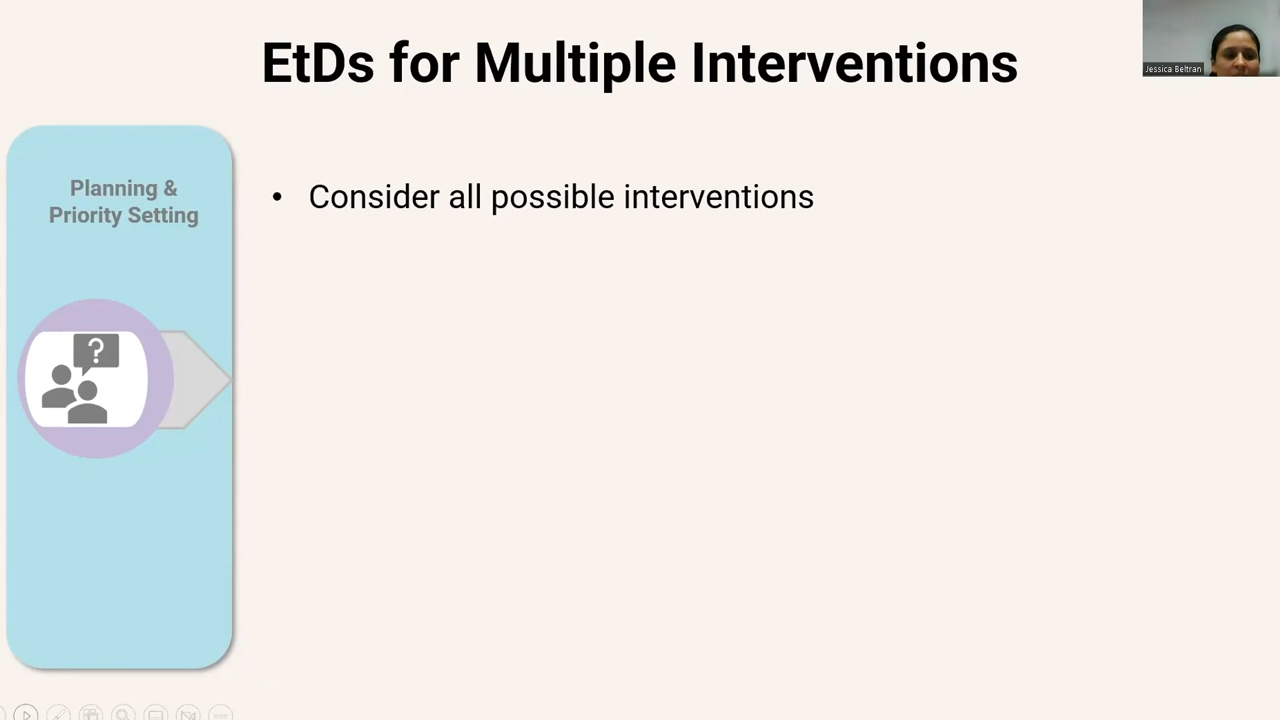 EtDs for Multiple Interventions
Jessica Beltran
Planning &
Priority Setting
• Consider all possible interventions
?